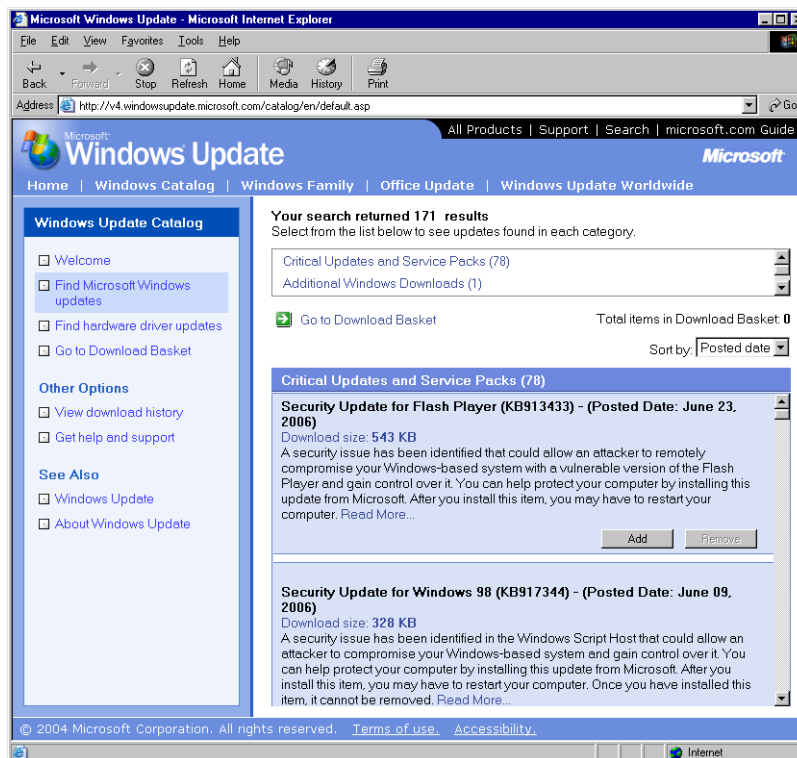 Microsoft Windows Update - Microsoft Internet Explorer
File Edit View Favorites Tools Help
Back Forward Stop Refresh Home Media History Print
Address http://v4.windowsupdate.microsoft.com/catalog/en/default.asp Go
All Products | Support | Search | microsoft.com Guide
Microsoft
Windows Update
Microsoft
Home | Windows Catalog | Windows Family | Office Update | Windows Update Worldwide
Windows Update Catalog
Welcome
Find Microsoft Windows
updates
Find hardware driver updates
Go to Download Basket
Other Options
View download history
Get help and support
See Also
Windows Update
About Windows Update
Your search returned 171 results
Select from the list below to see updates found in each category.
Critical Updates and Service Packs (78)
Additional Windows Downloads (1)
Go to Download Basket
Total items in Download Basket: 0
Sort by: Posted date
Critical Updates and Service Packs (78)
Security Update for Flash Player (KB913433) - (Posted Date: June 23,
2006)
Download size: 543 KB
A security issue has been identified that could allow an attacker to remotely
compromise your Windows-based system with a vulnerable version of the Flash
Player and gain control over it. You can help protect your computer by installing this
update from Microsoft. After you install this item, you may have to restart your
computer. Read More...
Add Remove
Security Update for Windows 98 (KB917344) - (Posted Date: June 09,
2006)
Download size: 328 KB
A security issue has been identified in the Windows Script Host that could allow an
attacker to compromise your Windows-based system and gain control over it. You
can help protect your computer by installing this update from Microsoft. After you
install this item, you may have to restart your computer. Once you have installed this
item, it cannot be removed. Read More...
© 2004 Microsoft Corporation. All rights reserved. Terms of use. Accessibility.
Internet